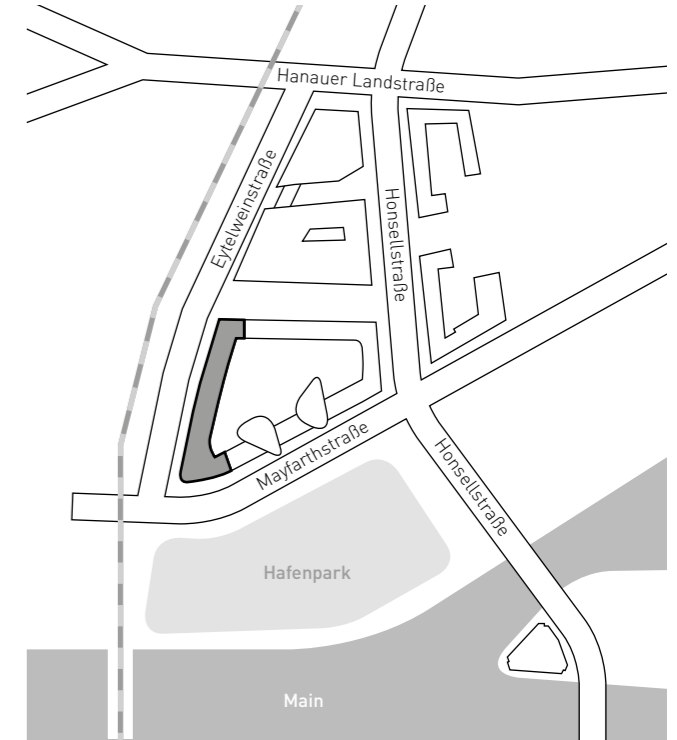 Hanauer Landstraße
Eytelweinstraße
Honsellstraße
Mayfarthstraße
Honsellstraße
Hafenpark
Main